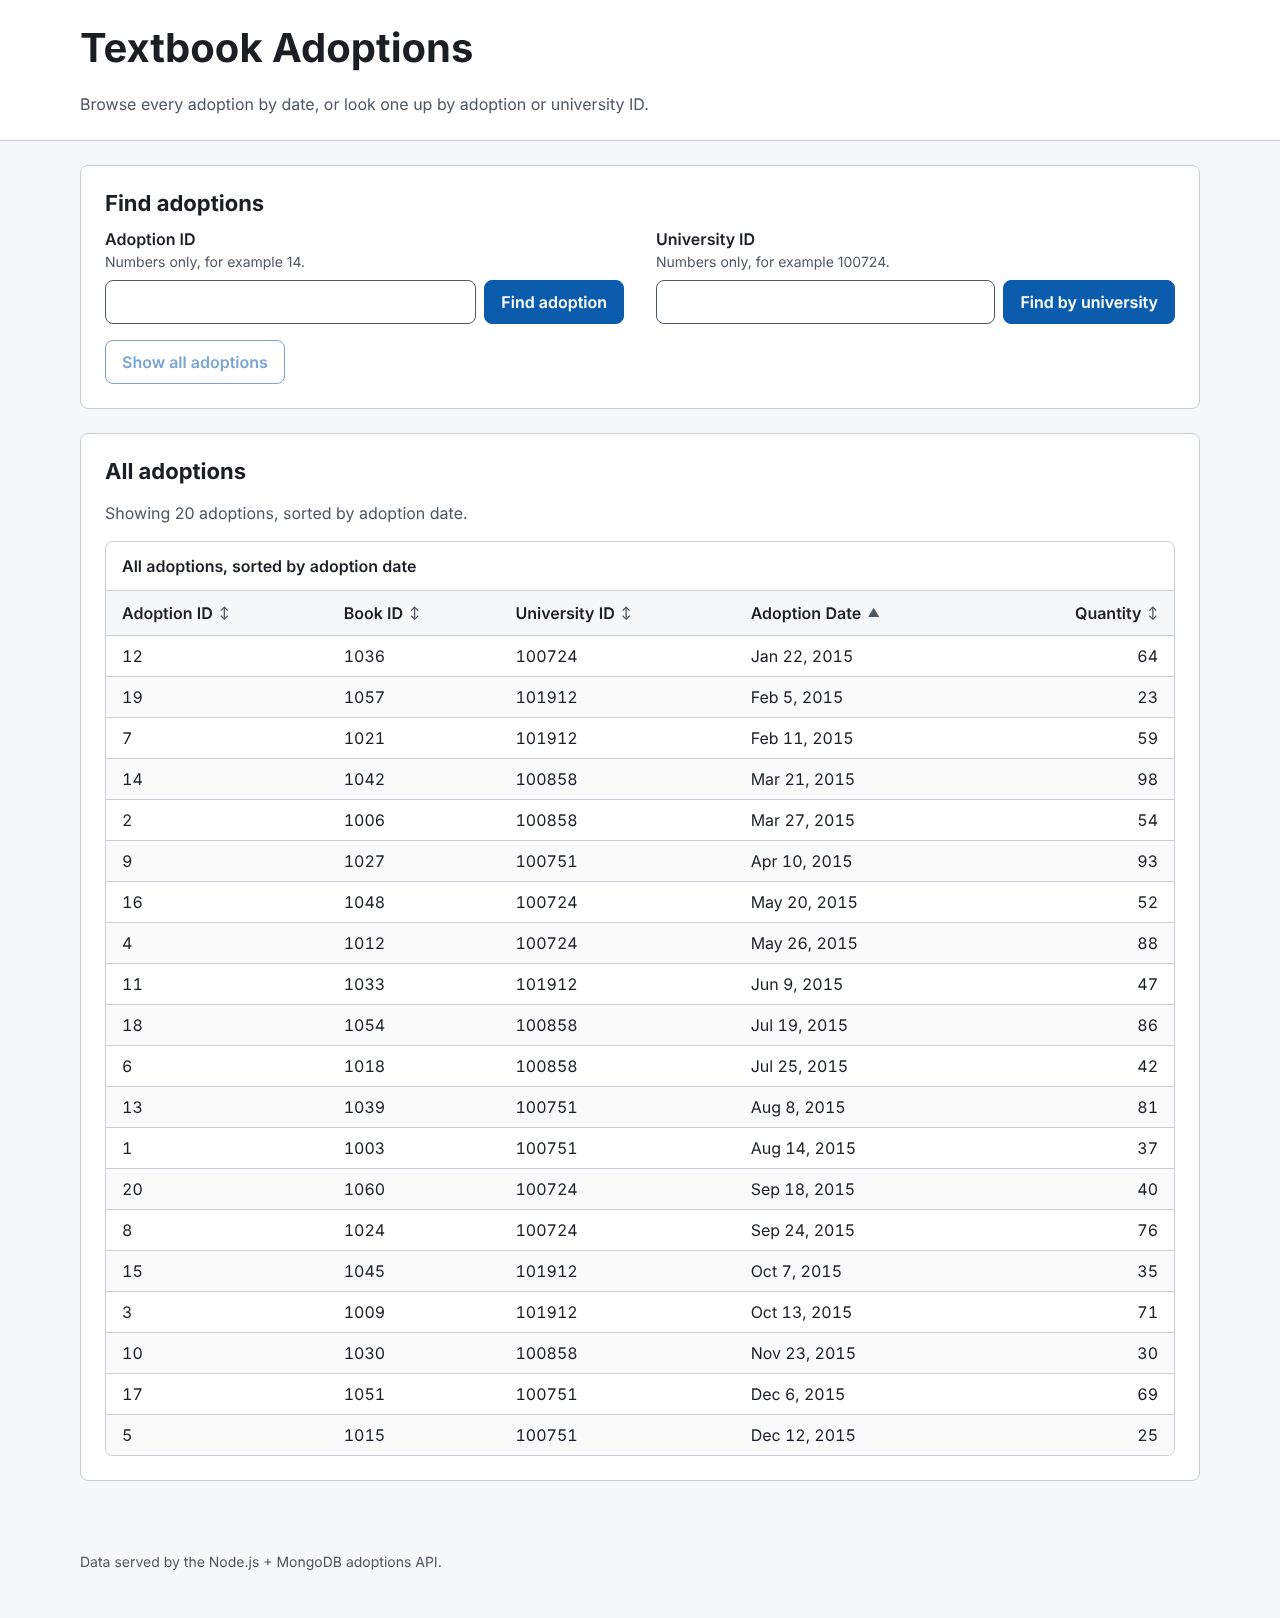 Textbook Adoptions
Browse every adoption by date, or look one up by adoption or university ID.
Find adoptions
Adoption ID
Numbers only, for example 14.
Find adoption
University ID
Numbers only, for example 100724.
Find by university
Show all adoptions
All adoptions
Showing 20 adoptions, sorted by adoption date.
All adoptions, sorted by adoption date
Adoption ID Book ID University ID Adoption Date Quantity
12 1036 100724 Jan 22, 2015 64
19 1057 101912 Feb 5, 2015 23
7 1021 101912 Feb 11, 2015 59
14 1042 100858 Mar 21, 2015 98
2 1006 100858 Mar 27, 2015 54
9 1027 100751 Apr 10, 2015 93
16 1048 100724 May 20, 2015 52
4 1012 100724 May 26, 2015 88
11 1033 101912 Jun 9, 2015 47
18 1054 100858 Jul 19, 2015 86
6 1018 100858 Jul 25, 2015 42
13 1039 100751 Aug 8, 2015 81
1 1003 100751 Aug 14, 2015 37
20 1060 100724 Sep 18, 2015 40
8 1024 100724 Sep 24, 2015 76
15 1045 101912 Oct 7, 2015 35
3 1009 101912 Oct 13, 2015 71
10 1030 100858 Nov 23, 2015 30
17 1051 100751 Dec 6, 2015 69
5 1015 100751 Dec 12, 2015 25
Data served by the Node.js + MongoDB adoptions API.